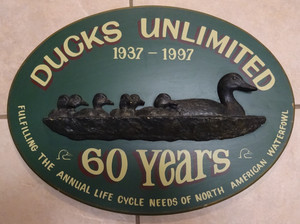 DUCKS UNLIMITED
1937 – 1997
60 Years
FULFILLING THE ANNUAL LIFE CYCLE NEEDS OF NORTH AMERICAN WATERFOWL